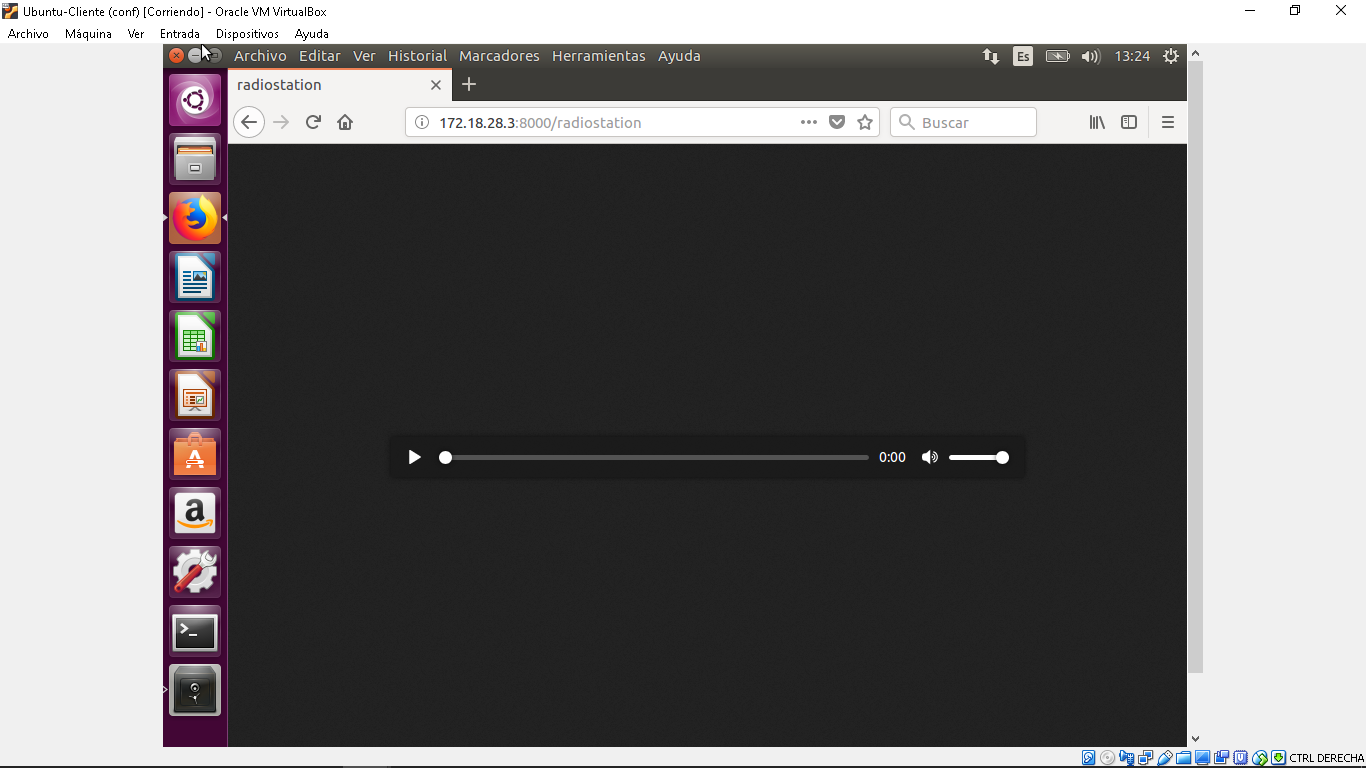 Ubuntu-Cliente (conf) [Corriendo] - Oracle VM VirtualBox
Archivo Máquina Ver Entrada Dispositivos Ayuda
Archivo Editar Ver Historial Marcadores Herramientas Ayuda Es 13:24
radiostation
172.18.28.3:8000/radiostation Buscar
0:00
CTRL DERECHA